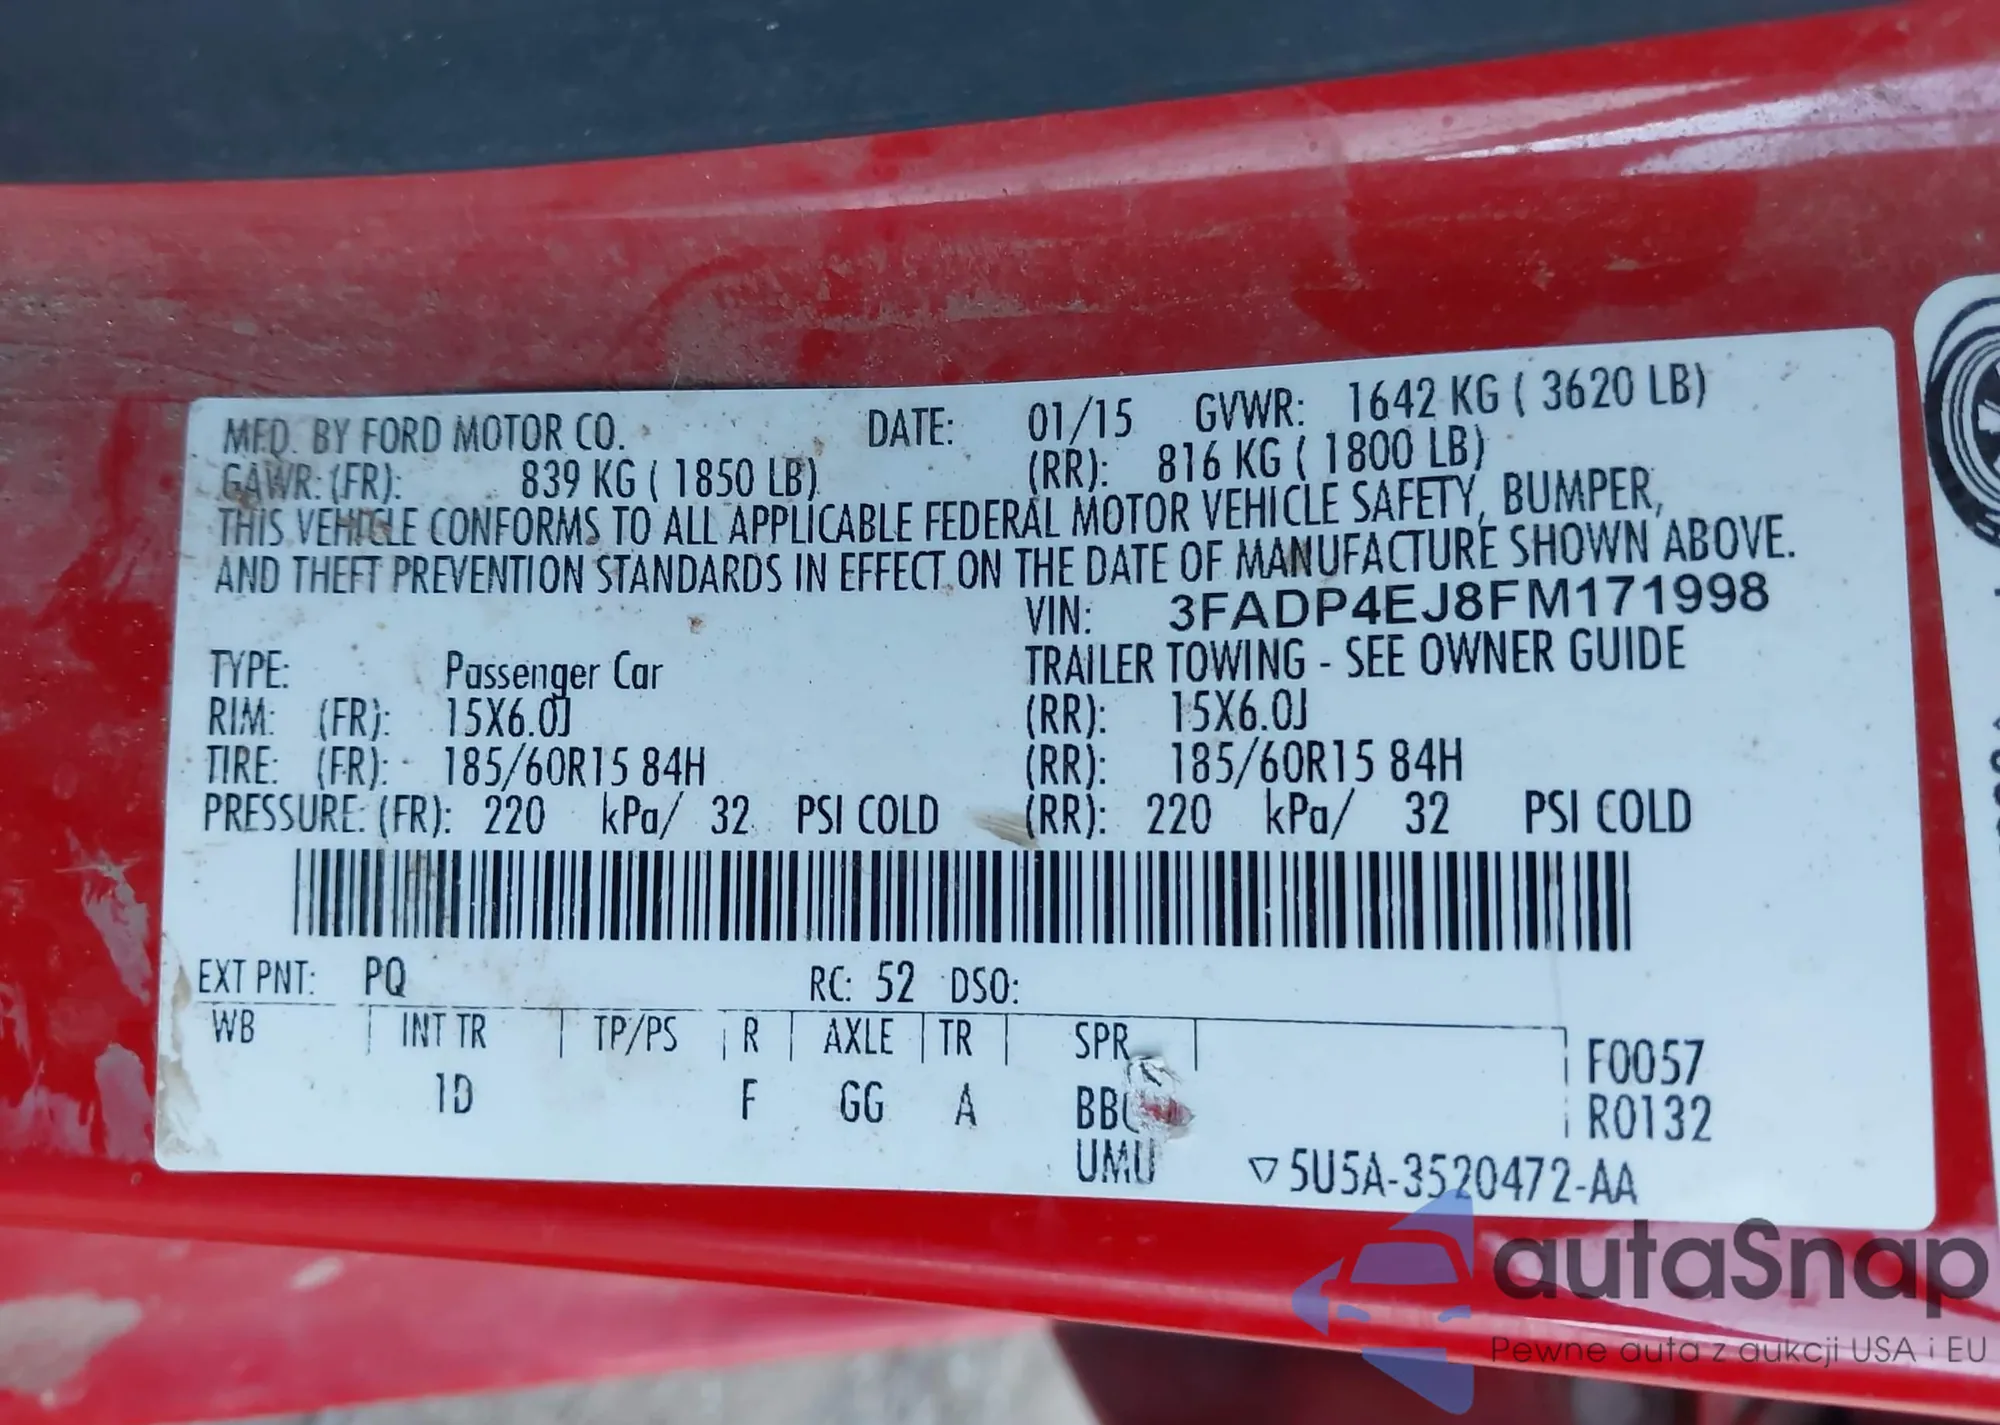 MFD. BY FORD MOTOR CO. DATE: 01/15 GVWR: 1642 KG ( 3620 LB)
GAWR: (FR): 839 KG ( 1850 LB) (RR): 816 KG ( 1800 LB)
THIS VEHICLE CONFORMS TO ALL APPLICABLE FEDERAL MOTOR VEHICLE SAFETY, BUMPER,
AND THEFT PREVENTION STANDARDS IN EFFECT ON THE DATE OF MANUFACTURE SHOWN ABOVE.
VIN: 3FADP4EJ8FM171998
TYPE: Passenger Car TRAILER TOWING - SEE OWNER GUIDE
RIM: (FR): 15X6.0J (RR): 15X6.0J
TIRE: (FR): 185/60R15 84H (RR): 185/60R15 84H
PRESSURE: (FR): 220 kPa/ 32 PSI COLD (RR): 220 kPa/ 32 PSI COLD
EXT PNT: PQ RC: 52 DSO:
WB INT TR TP/PS R AXLE TR SPR F0057
1D F GG A R0132
UMU ▽5U5A-3520472-AA
autaSnap
Pewne auta z aukcji USA i EU